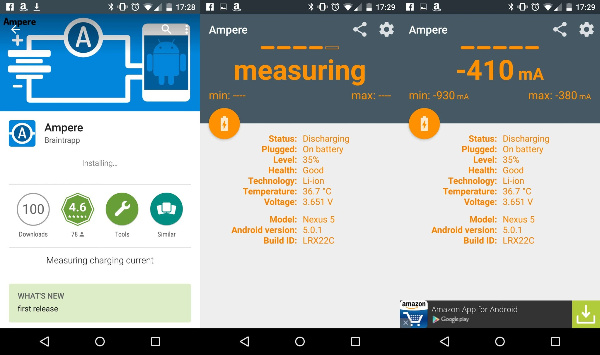 17:28
Ampere
A
Ampere
Braintrapp
Installing...
100
4.6
Downloads
78
Tools
Similar
Measuring charging current
WHAT'S NEW
first release
17:29
Ampere
measuring
min: ----
max: ----
Status: Discharging
Plugged: On battery
Level: 35%
Health: Good
Technology: Li-ion
Temperature: 36.7 °C
Voltage: 3.651 V
Model: Nexus 5
Android version: 5.0.1
Build ID: LRX22C
17:29
Ampere
-410 mA
min: -930 mA
max: -380 mA
Status: Discharging
Plugged: On battery
Level: 35%
Health: Good
Technology: Li-ion
Temperature: 36.7 °C
Voltage: 3.651 V
Model: Nexus 5
Android version: 5.0.1
Build ID: LRX22C
amazon
Amazon App for Android
Google play